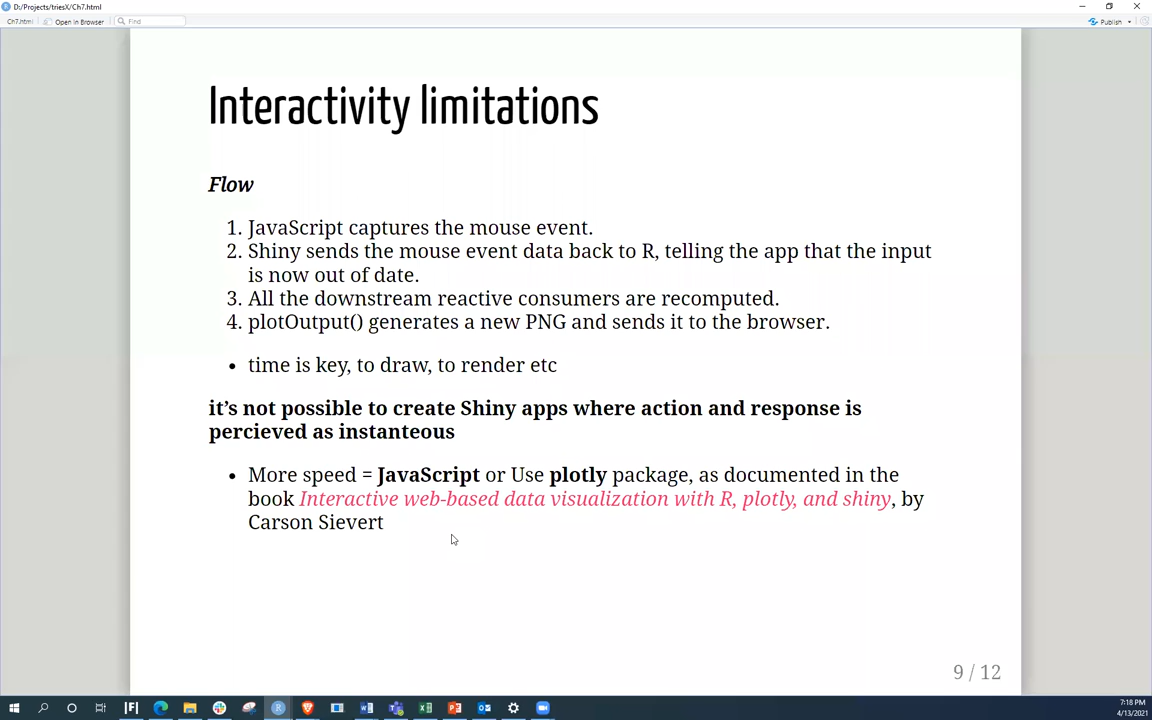 D:/Projects/triesX/Ch7.html
Ch7.html
Open in Browser
Find
Publish
Interactivity limitations
Flow
1. JavaScript captures the mouse event.
2. Shiny sends the mouse event data back to R, telling the app that the input
is now out of date.
3. All the downstream reactive consumers are recomputed.
4. plotOutput() generates a new PNG and sends it to the browser.
• time is key, to draw, to render etc
it's not possible to create Shiny apps where action and response is
percieved as instanteous
• More speed = JavaScript or Use plotly package, as documented in the
book Interactive web-based data visualization with R, plotly, and shiny, by
Carson Sievert
9 / 12
7:18 PM
4/13/2021